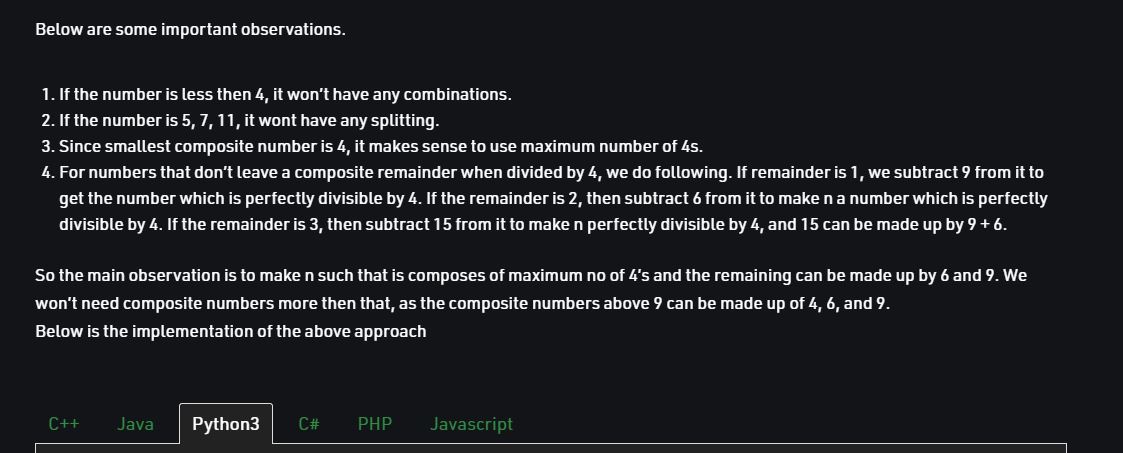 Below are some important observations.
1. If the number is less then 4, it won't have any combinations.
2. If the number is 5, 7, 11, it wont have any splitting.
3. Since smallest composite number is 4, it makes sense to use maximum number of 4s.
4. For numbers that don't leave a composite remainder when divided by 4, we do following. If remainder is 1, we subtract 9 from it to
get the number which is perfectly divisible by 4. If the remainder is 2, then subtract 6 from it to make n a number which is perfectly
divisible by 4. If the remainder is 3, then subtract 15 from it to make n perfectly divisible by 4, and 15 can be made up by 9 + 6.
So the main observation is to make n such that is composes of maximum no of 4's and the remaining can be made up by 6 and 9. We
won't need composite numbers more then that, as the composite numbers above 9 can be made up of 4, 6, and 9.
Below is the implementation of the above approach
C++ Java Python3 C# PHP Javascript